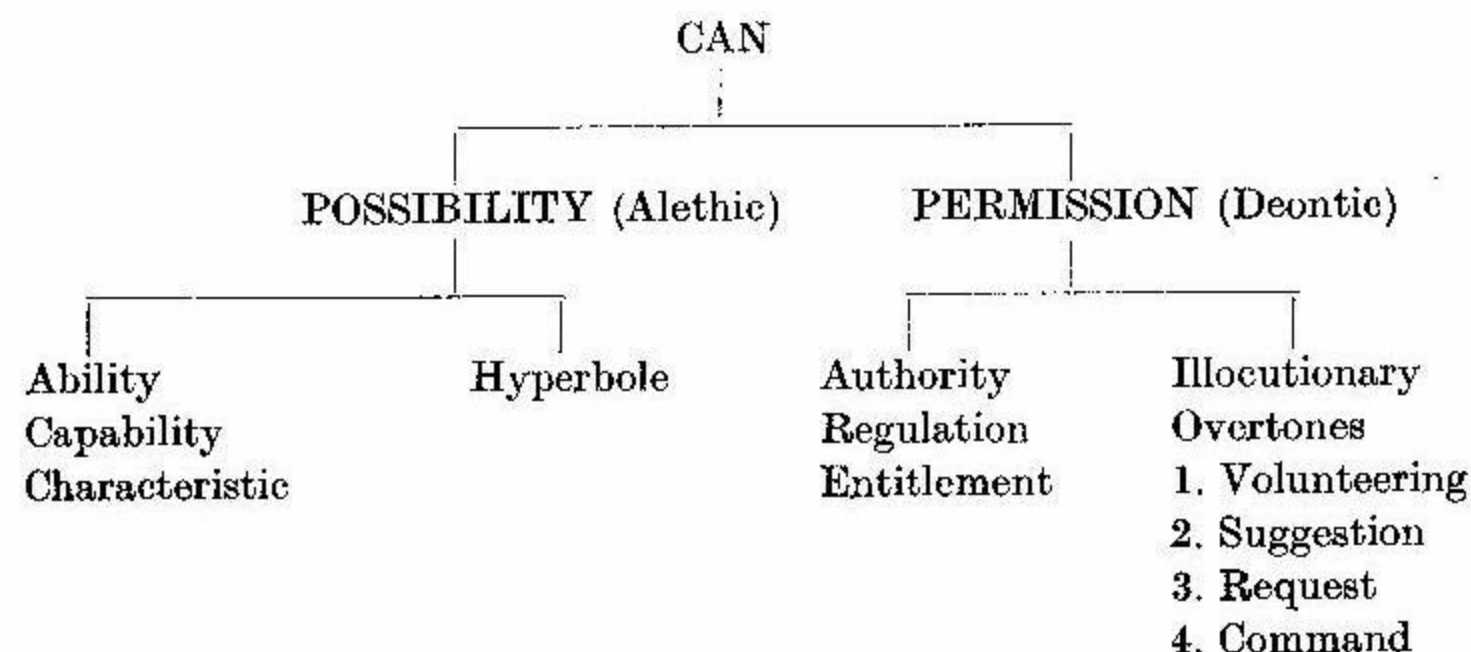 CAN
POSSIBILITY (Alethic)
PERMISSION (Deontic)
Ability
Capability
Characteristic
Hyperbole
Authority
Regulation
Entitlement
Illocutionary
Overtones
1. Volunteering
2. Suggestion
3. Request
4. Command